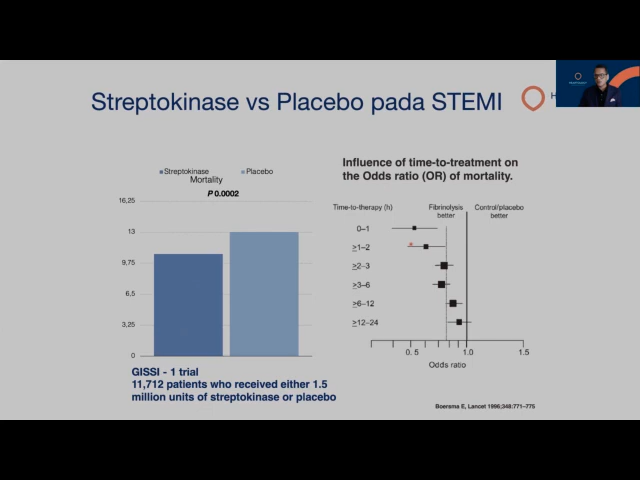 Streptokinase vs Placebo pada STEMI
Streptokinase
Placebo
Mortality
P 0.0002
16,25
13
9,75
6,5
3,25
0
GISSI - 1 trial
11,712 patients who received either 1.5
million units of streptokinase or placebo
Influence of time-to-treatment on
the Odds ratio (OR) of mortality.
Time-to-therapy (h)
Fibrinolysis
better
Control/placebo
better
0–1
≥1–2
≥2–3
≥3–6
≥6–12
≥12–24
0.5
1.0
1.5
Odds ratio
Boersma E, Lancet 1996;348:771–775